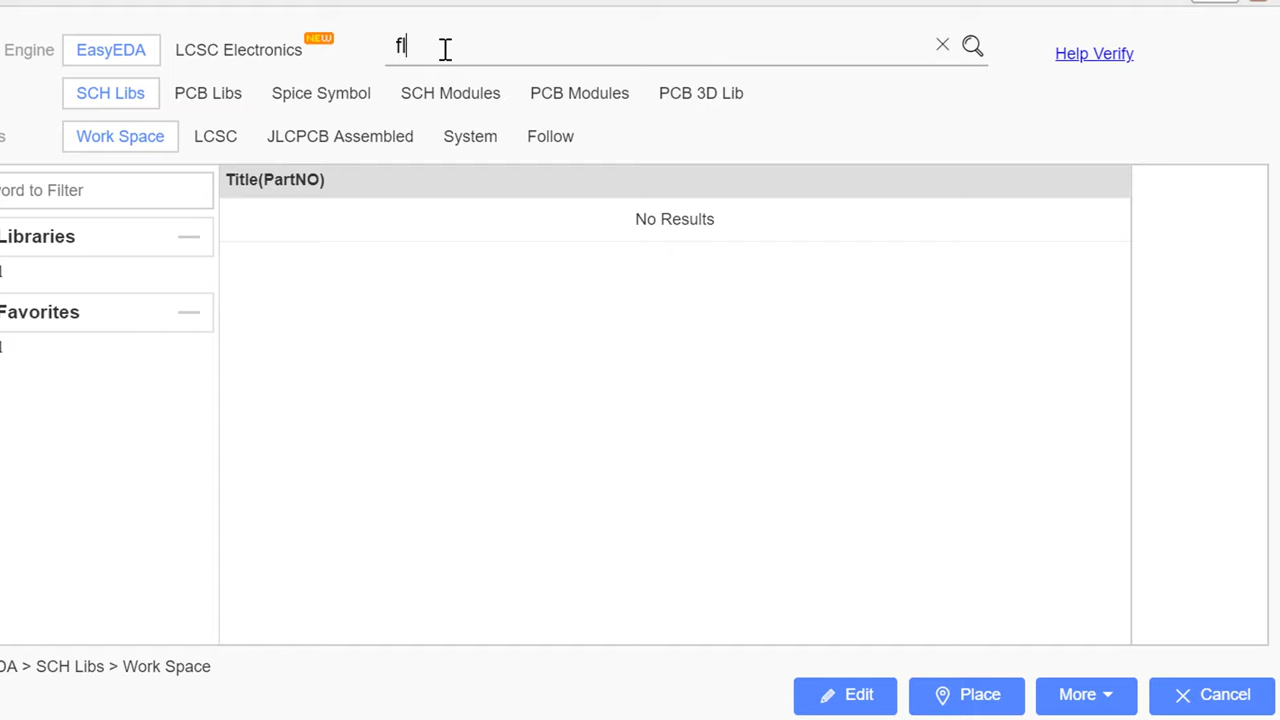 Engine EasyEDA LCSC Electronics NEW fl Help Verify
SCH Libs PCB Libs Spice Symbol SCH Modules PCB Modules PCB 3D Lib
s Work Space LCSC JLCPCB Assembled System Follow
ord to Filter
Title(PartNO)
No Results
Libraries
l
Favorites
l
DA > SCH Libs > Work Space
Edit Place More Cancel